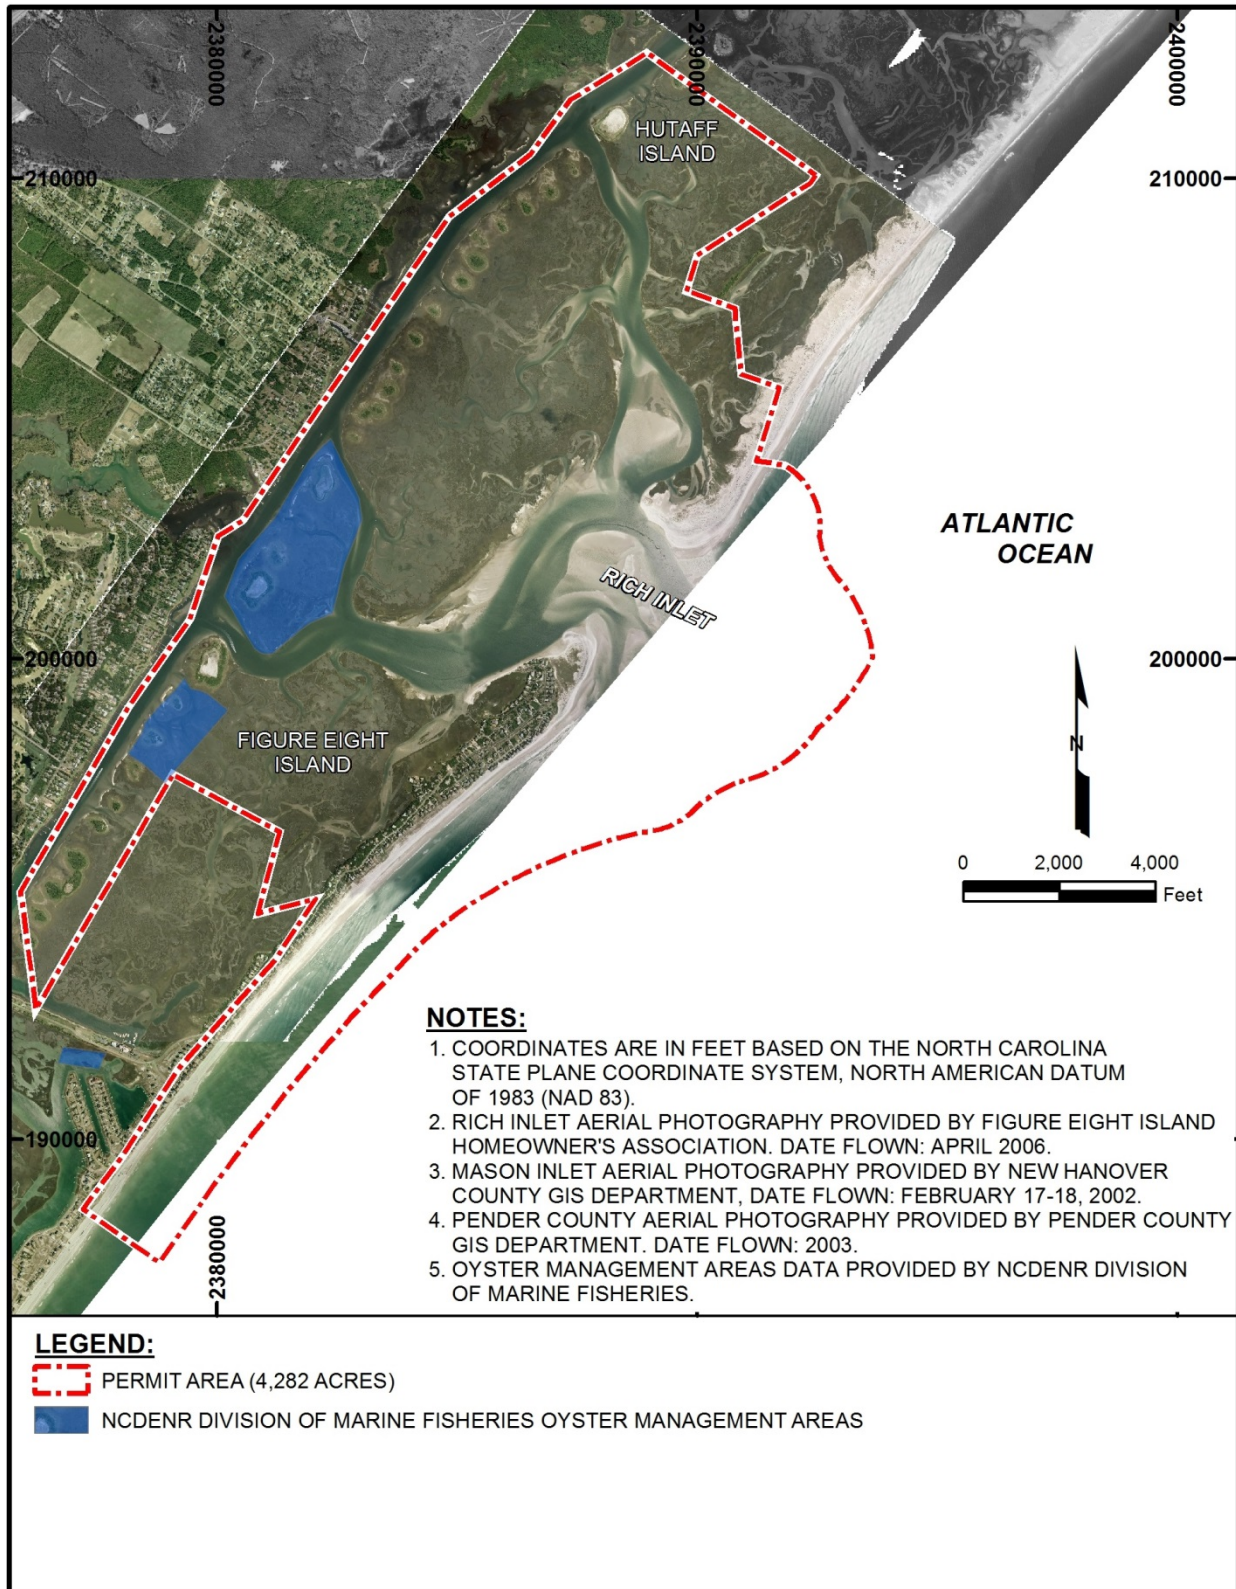 2380000
2390000
2400000
HUTAFF
ISLAND
210000
210000
ATLANTIC
OCEAN
RICH INLET
200000
200000
FIGURE EIGHT
ISLAND
N
0 2,000 4,000
Feet
190000
2380000
NOTES:
1. COORDINATES ARE IN FEET BASED ON THE NORTH CAROLINA
STATE PLANE COORDINATE SYSTEM, NORTH AMERICAN DATUM
OF 1983 (NAD 83).
2. RICH INLET AERIAL PHOTOGRAPHY PROVIDED BY FIGURE EIGHT ISLAND
HOMEOWNER'S ASSOCIATION. DATE FLOWN: APRIL 2006.
3. MASON INLET AERIAL PHOTOGRAPHY PROVIDED BY NEW HANOVER
COUNTY GIS DEPARTMENT, DATE FLOWN: FEBRUARY 17-18, 2002.
4. PENDER COUNTY AERIAL PHOTOGRAPHY PROVIDED BY PENDER COUNTY
GIS DEPARTMENT. DATE FLOWN: 2003.
5. OYSTER MANAGEMENT AREAS DATA PROVIDED BY NCDENR DIVISION
OF MARINE FISHERIES.
LEGEND:
PERMIT AREA (4,282 ACRES)
NCDENR DIVISION OF MARINE FISHERIES OYSTER MANAGEMENT AREAS